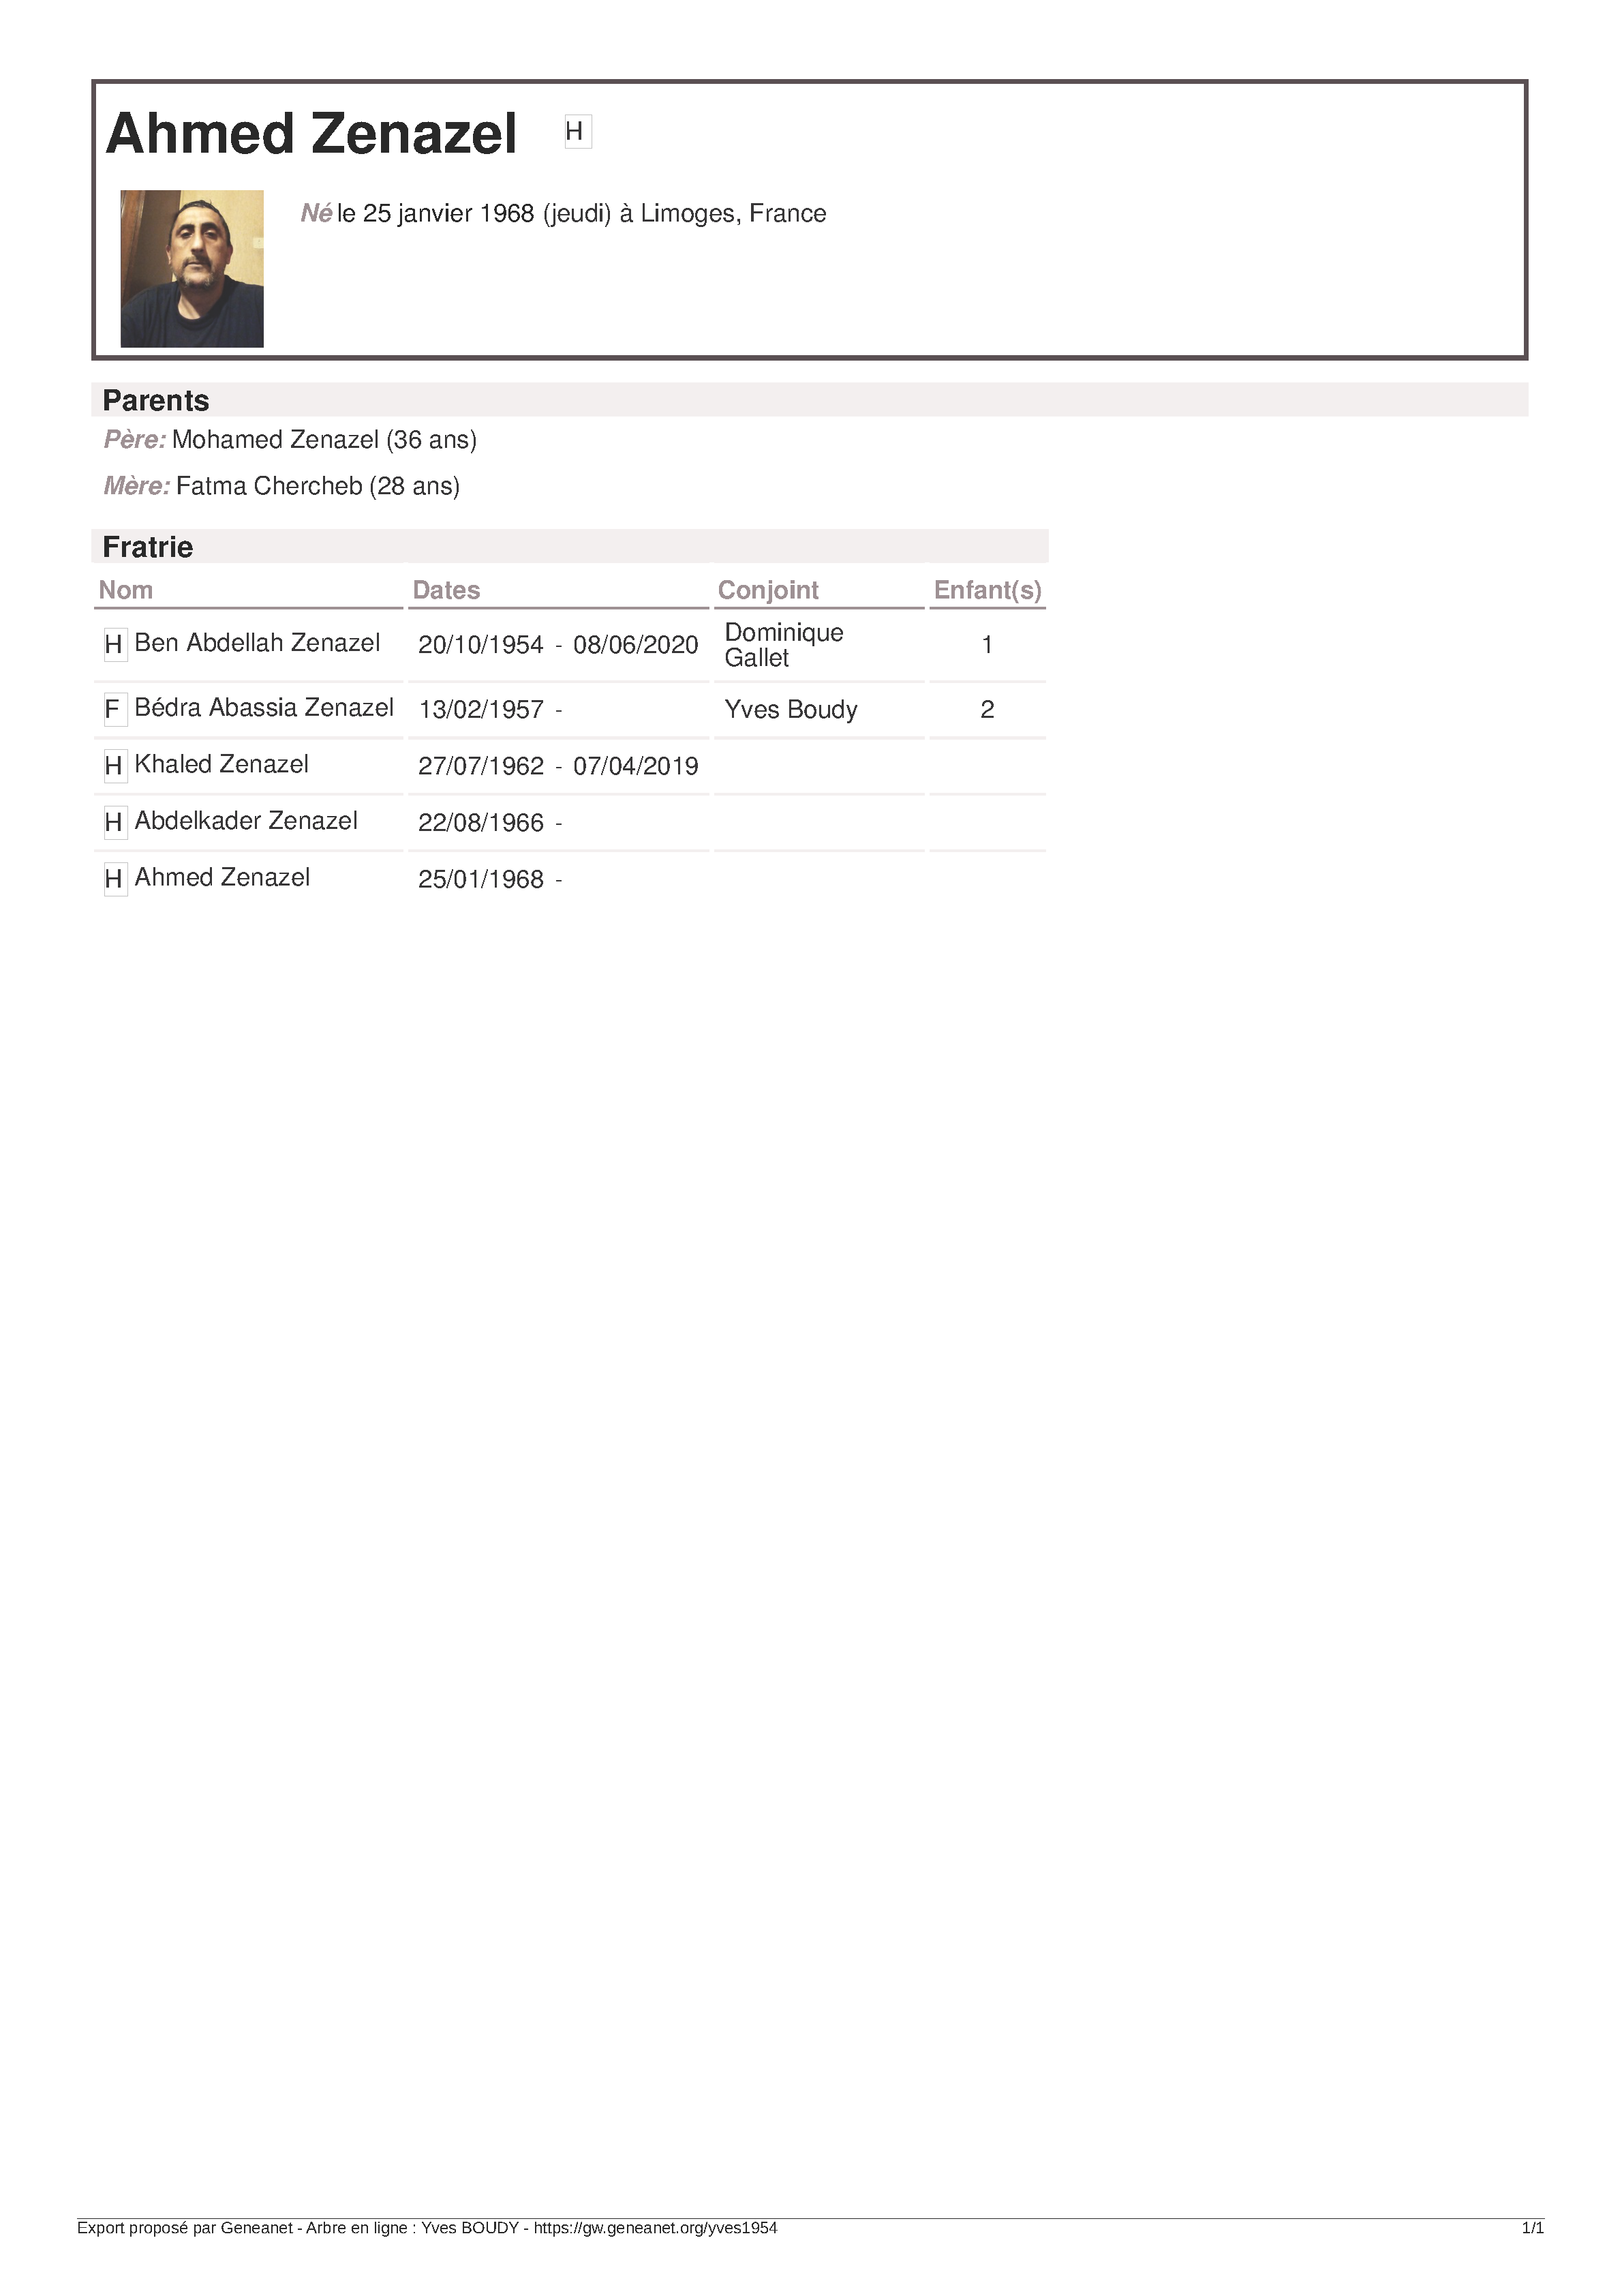 Ahmed Zenazel H
Né le 25 janvier 1968 (jeudi) à Limoges, France
Parents
Père: Mohamed Zenazel (36 ans)
Mère: Fatma Chercheb (28 ans)
Fratrie
Nom Dates Conjoint Enfant(s)
H Ben Abdellah Zenazel 20/10/1954 - 08/06/2020 Dominique Gallet 1
F Bédra Abassia Zenazel 13/02/1957 - Yves Boudy 2
H Khaled Zenazel 27/07/1962 - 07/04/2019
H Abdelkader Zenazel 22/08/1966 -
H Ahmed Zenazel 25/01/1968 -
Export proposé par Geneanet - Arbre en ligne : Yves BOUDY - https://gw.geneanet.org/yves1954 1/1